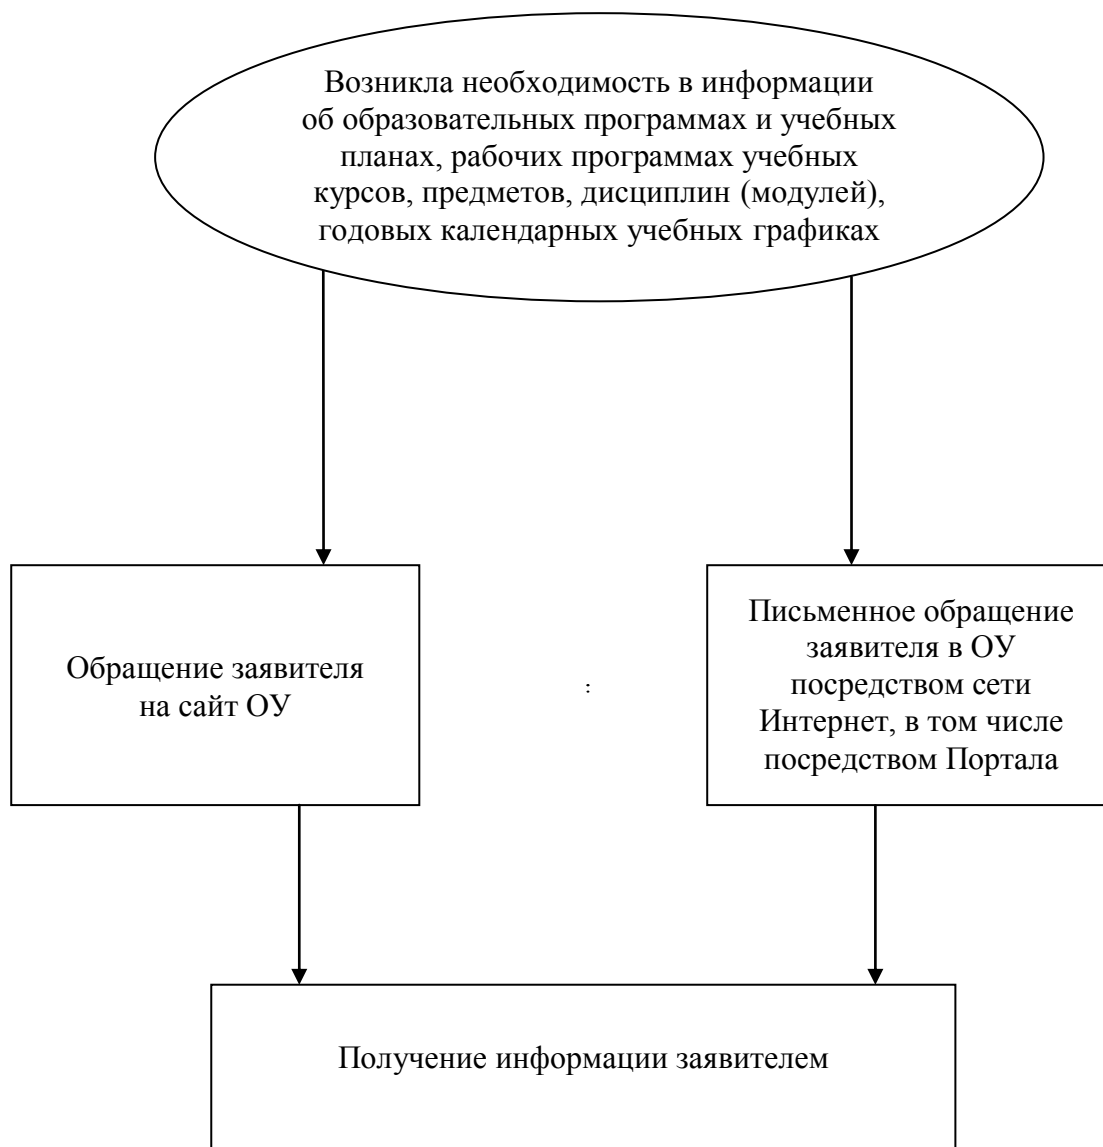 Возникла необходимость в информации
об образовательных программах и учебных
планах, рабочих программах учебных
курсов, предметов, дисциплин (модулей),
годовых календарных учебных графиках
Обращение заявителя
на сайт ОУ
:
Письменное обращение
заявителя в ОУ
посредством сети
Интернет, в том числе
посредством Портала
Получение информации заявителем